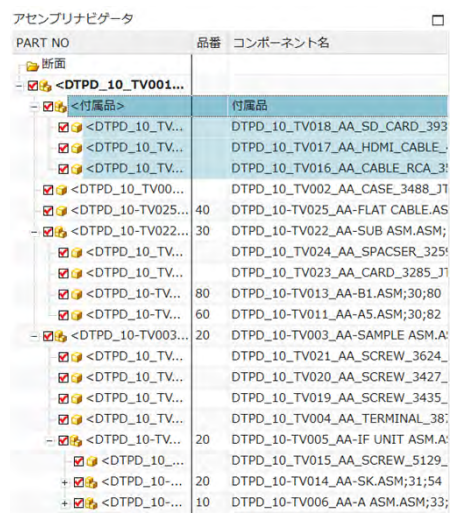 アセンブリナビゲータ
PART NO 品番 コンポーネント名
断面
<DTPD_10_TV001...
<付属品> 付属品
<DTPD_10_TV... DTPD_10_TV018_AA_SD_CARD_393
<DTPD_10_TV... DTPD_10_TV017_AA_HDMI_CABLE_
<DTPD_10_TV... DTPD_10_TV016_AA_CABLE_RCA_3
<DTPD_10_TV00... DTPD_10_TV002_AA_CASE_3488_JT
<DTPD_10-TV025... 40 DTPD_10-TV025_AA-FLAT CABLE.AS
<DTPD_10-TV022... 30 DTPD_10-TV022_AA-SUB ASM.ASM;
<DTPD_10_TV... DTPD_10_TV024_AA_SPACSER_325
<DTPD_10_TV... DTPD_10_TV023_AA_CARD_3285_JT
<DTPD_10-TV... 80 DTPD_10-TV013_AA-B1.ASM;30;80
<DTPD_10-TV... 60 DTPD_10-TV011_AA-A5.ASM;30;82
<DTPD_10-TV003... 20 DTPD_10-TV003_AA-SAMPLE ASM.A
<DTPD_10_TV... DTPD_10_TV021_AA_SCREW_3624_
<DTPD_10_TV... DTPD_10_TV020_AA_SCREW_3427_
<DTPD_10_TV... DTPD_10_TV019_AA_SCREW_3435_
<DTPD_10_TV... DTPD_10_TV004_AA_TERMINAL_387
<DTPD_10-TV... 20 DTPD_10-TV005_AA-IF UNIT ASM.A
<DTPD_10_... DTPD_10_TV015_AA_SCREW_5129_
<DTPD_10-... 20 DTPD_10-TV014_AA-SK.ASM;31;54
<DTPD_10-... 10 DTPD_10-TV006_AA-A ASM.ASM;33;